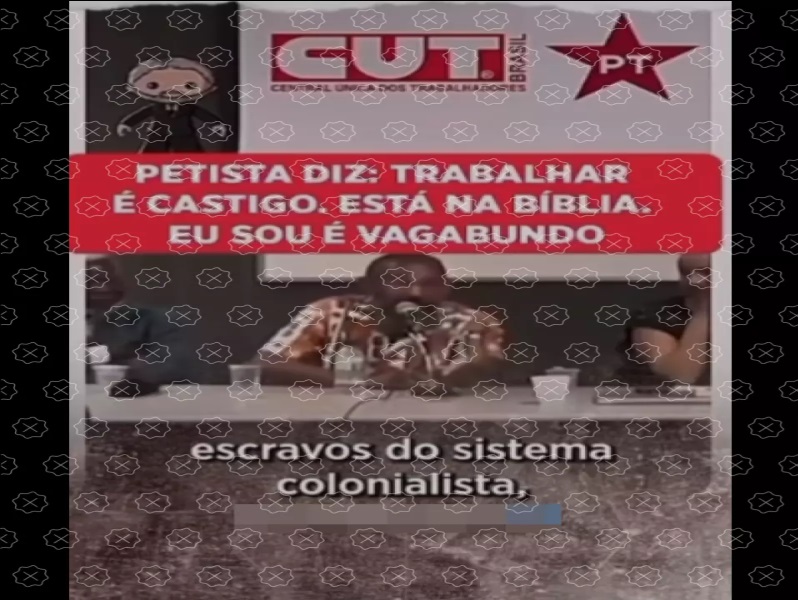 CUT
BRASIL
CENTRAL ÚNICA DOS TRABALHADORES
PT
PETISTA DIZ: TRABALHAR
É CASTIGO. ESTÁ NA BÍBLIA.
EU SOU É VAGABUNDO
escravos do sistema
colonialista,